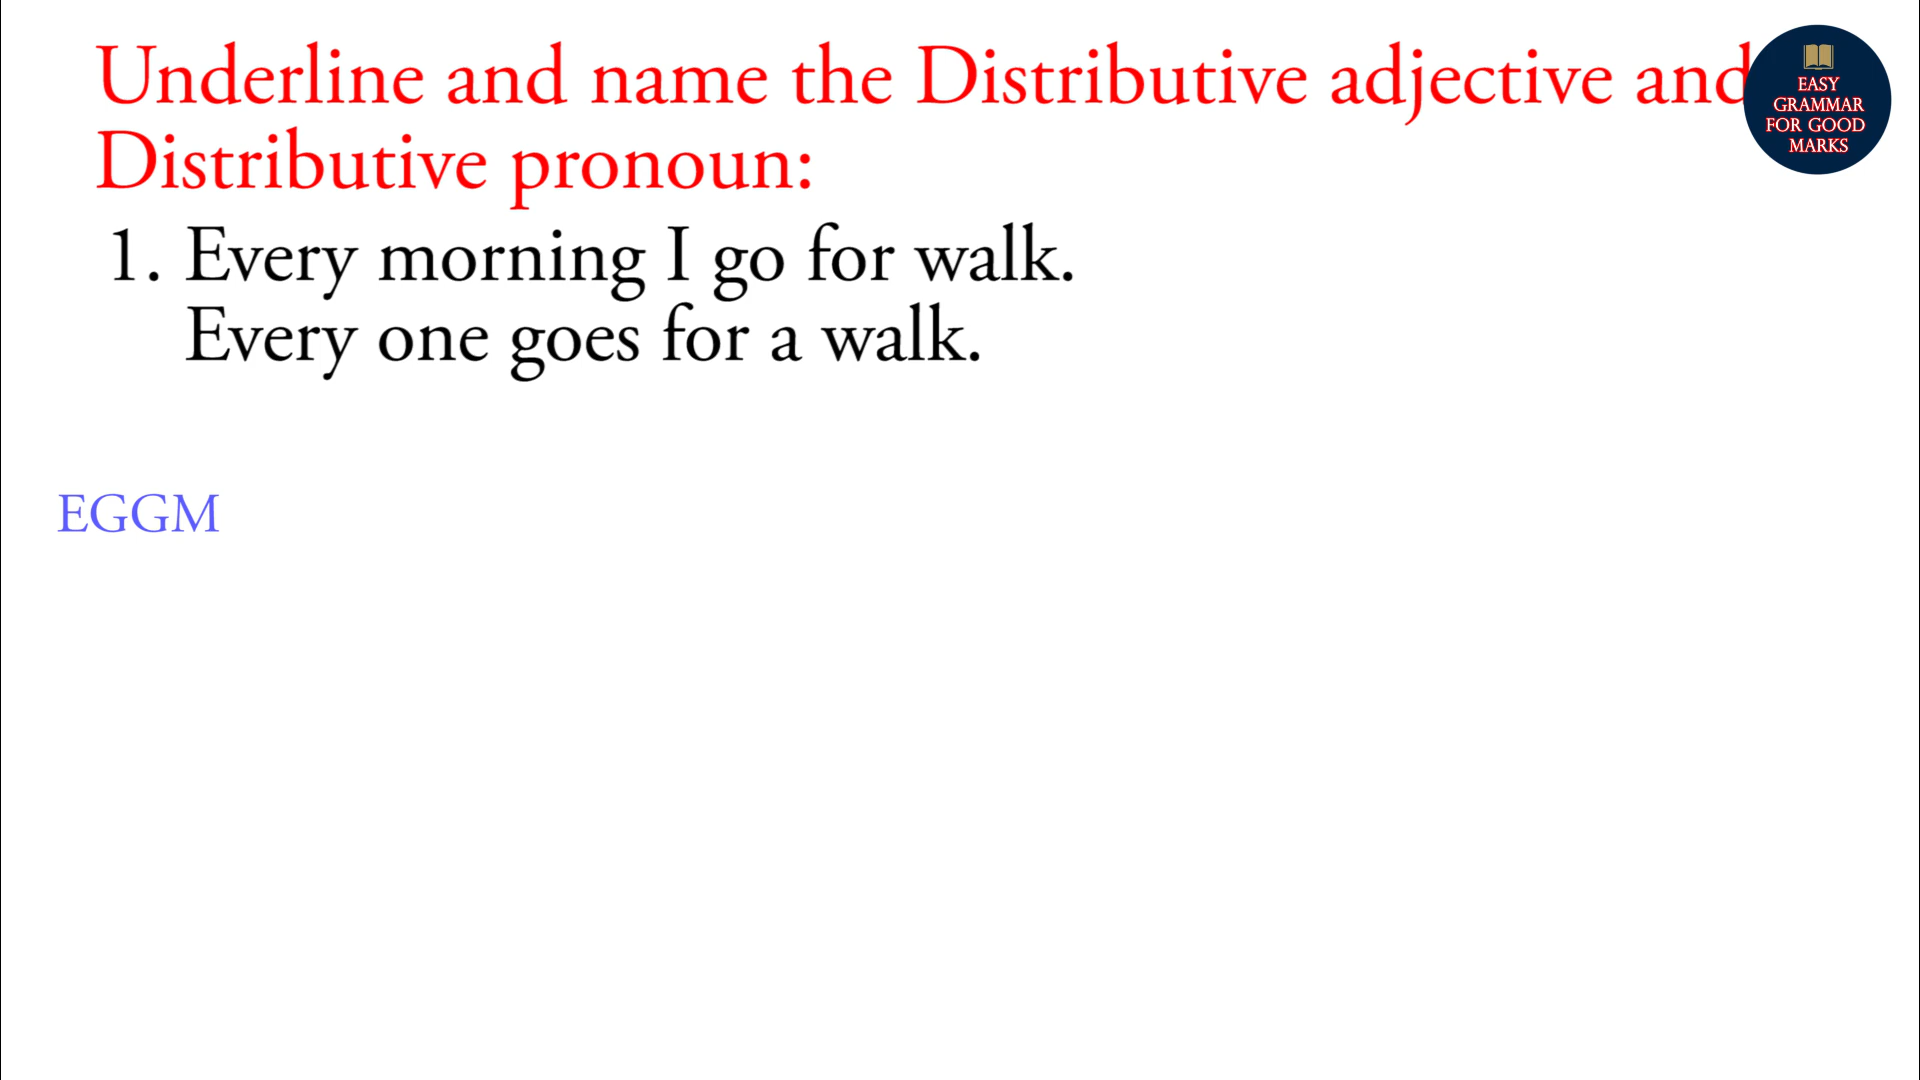 Underline and name the Distributive adjective and
Distributive pronoun:
EASY
GRAMMAR
FOR GOOD
MARKS
1. Every morning I go for walk.
Every one goes for a walk.
EGGM